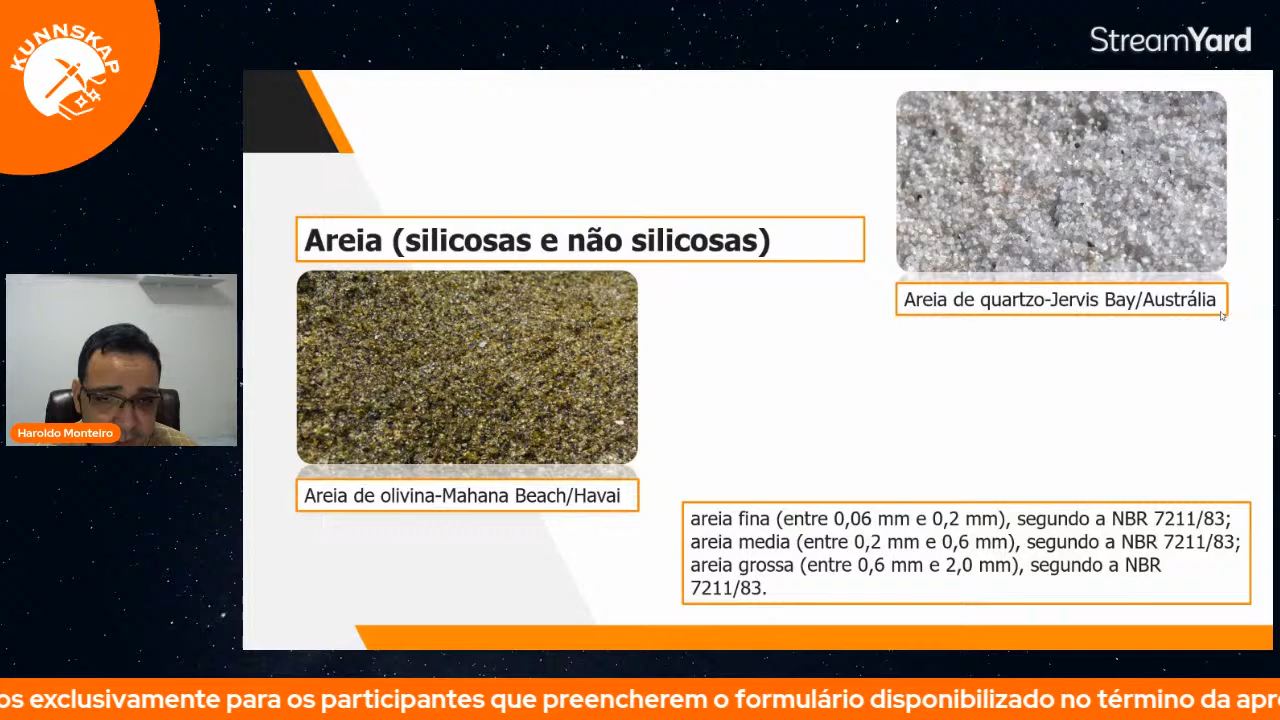 KUNNSKAP
StreamYard
Areia (silicosas e não silicosas)
Areia de quartzo-Jervis Bay/Austrália
Haroldo Monteiro
Areia de olivina-Mahana Beach/Havai
areia fina (entre 0,06 mm e 0,2 mm), segundo a NBR 7211/83;
areia media (entre 0,2 mm e 0,6 mm), segundo a NBR 7211/83;
areia grossa (entre 0,6 mm e 2,0 mm), segundo a NBR
7211/83.
os exclusivamente para os participantes que preencherem o formulário disponibilizado no término da apr